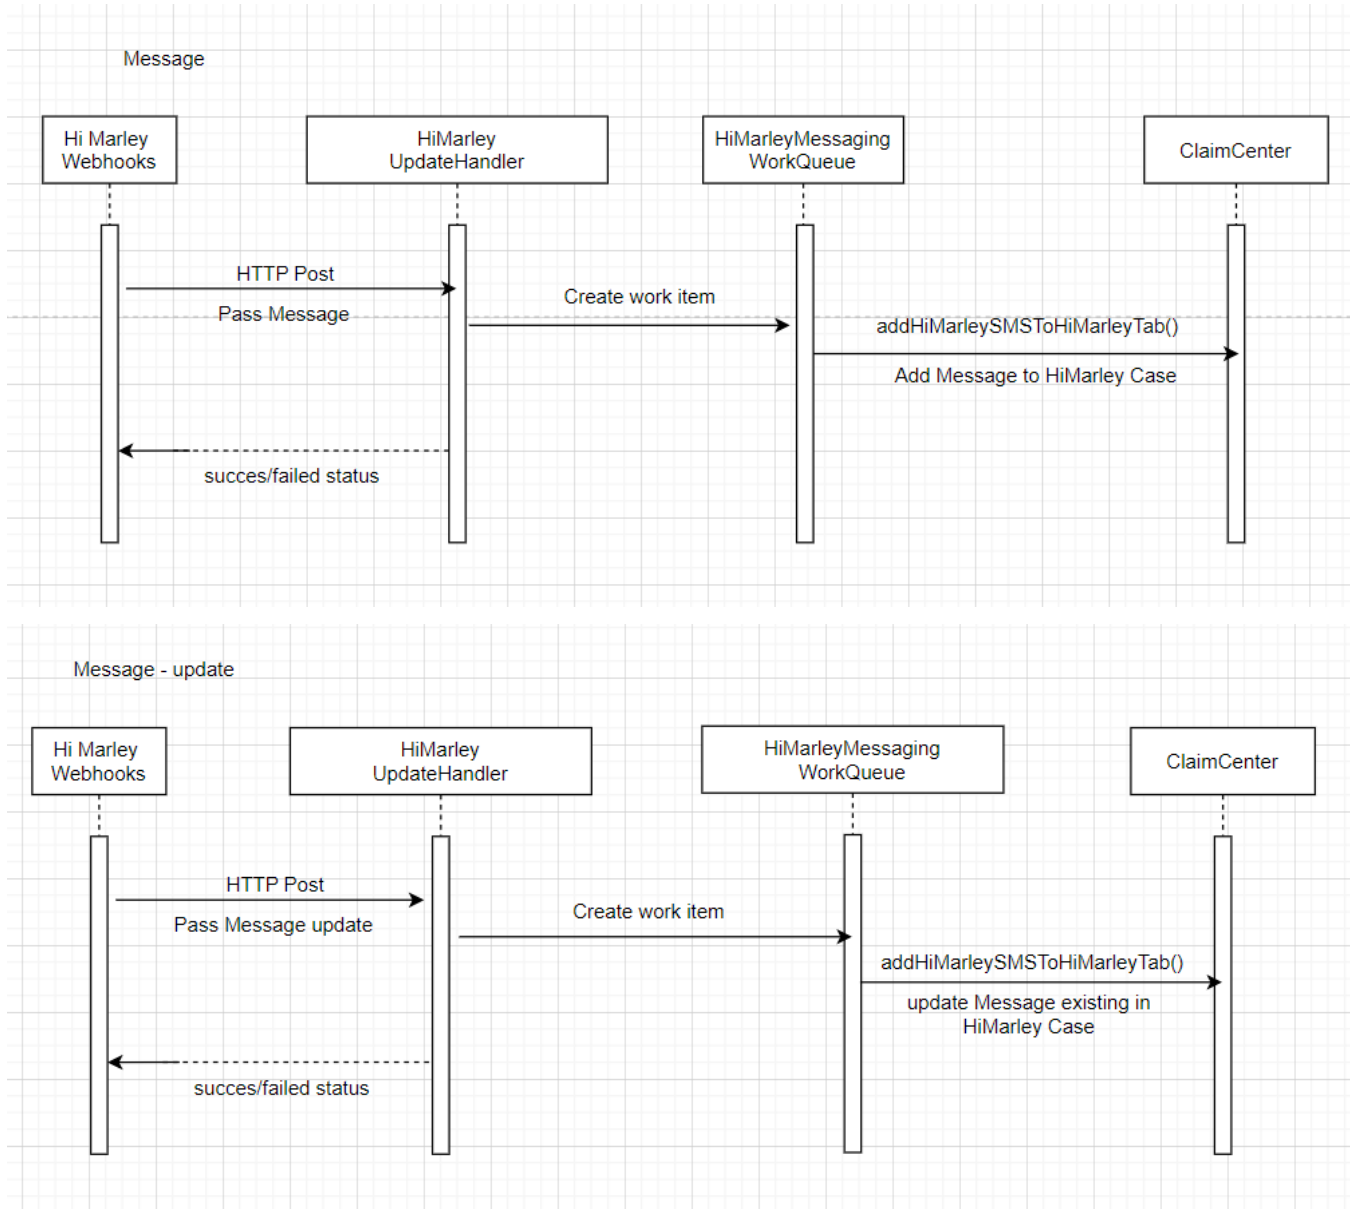 Message
Hi Marley
Webhooks
HiMarley
UpdateHandler
HiMarleyMessaging
WorkQueue
ClaimCenter
HTTP Post
Pass Message
Create work item
addHiMarleySMSToHiMarleyTab()
Add Message to HiMarley Case
succes/failed status
Message - update
Hi Marley
Webhooks
HiMarley
UpdateHandler
HiMarleyMessaging
WorkQueue
ClaimCenter
HTTP Post
Pass Message update
Create work item
addHiMarleySMSToHiMarleyTab()
update Message existing in
HiMarley Case
succes/failed status